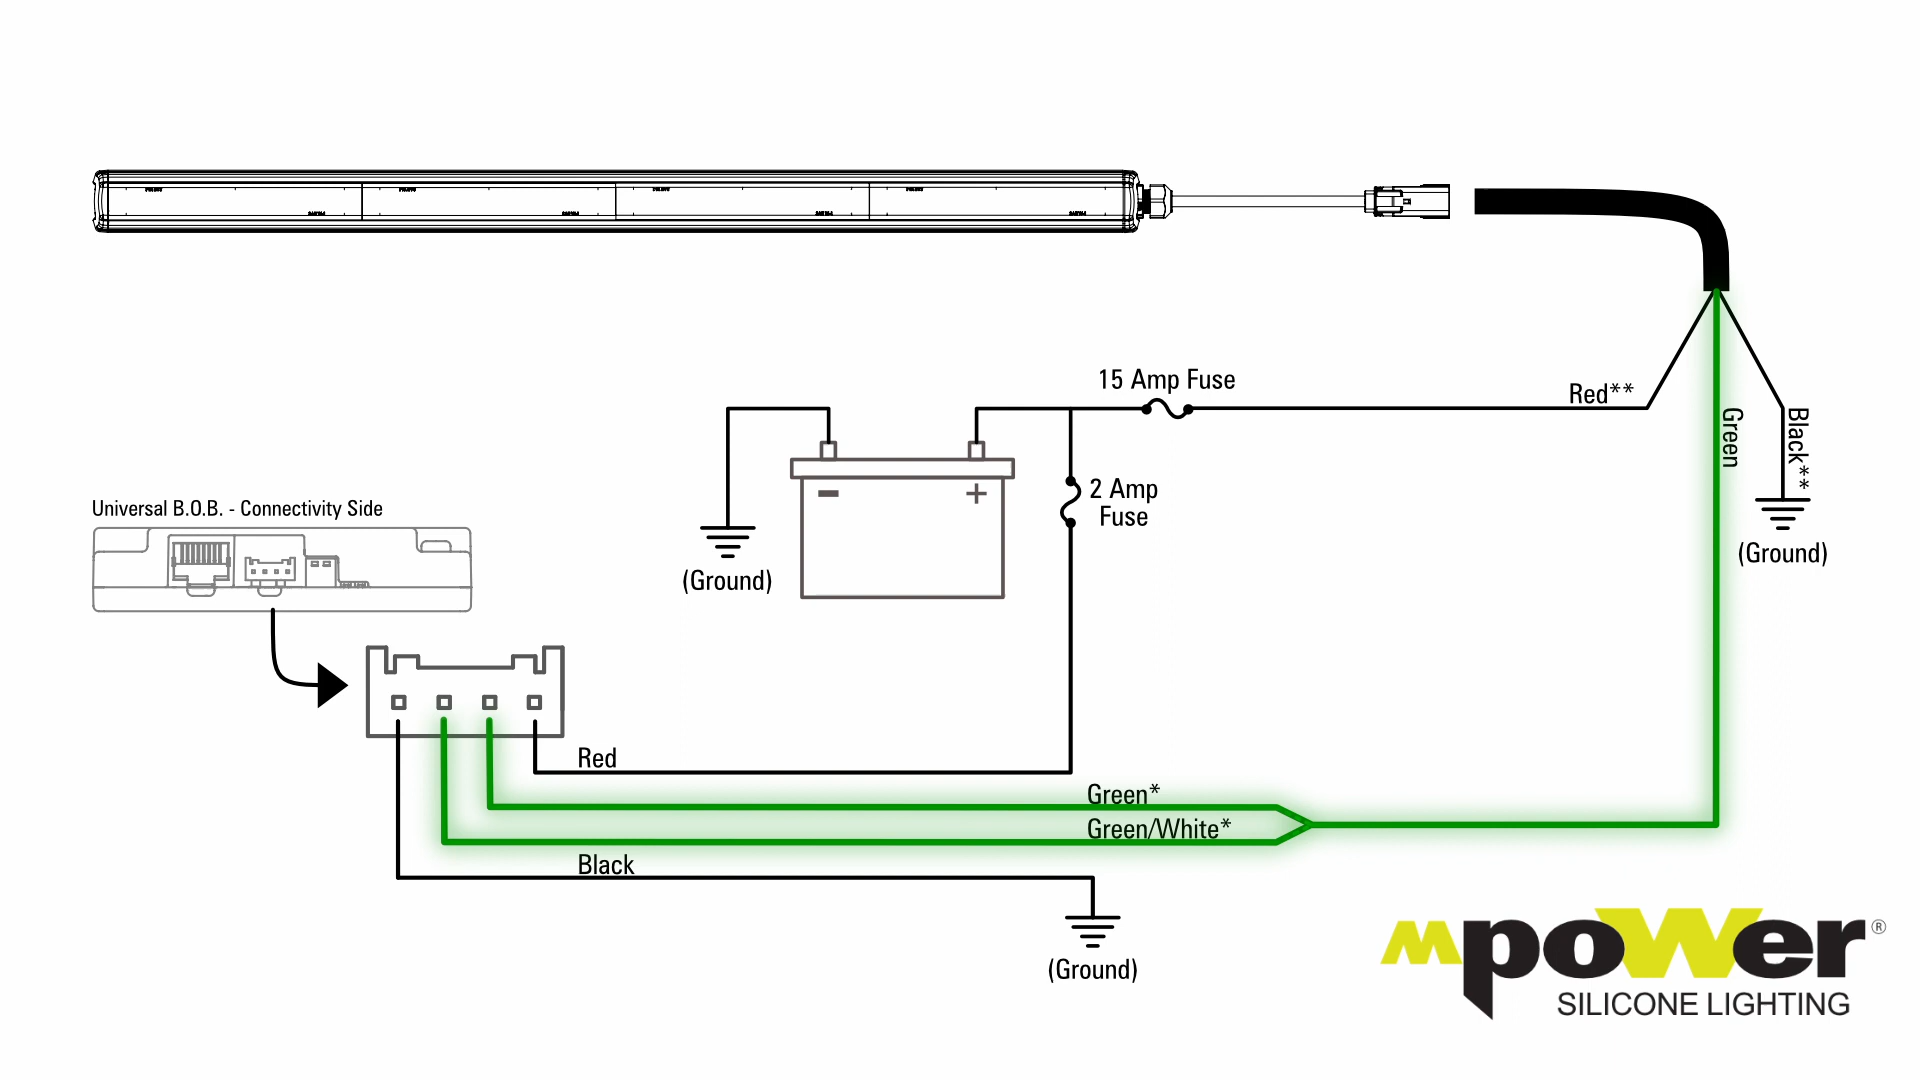 15 Amp Fuse
Red**
Green
Black**
2 Amp
Fuse
Universal B.O.B. - Connectivity Side
(Ground)
(Ground)
Red
Green*
Green/White*
Black
(Ground)
mpower®
SILICONE LIGHTING